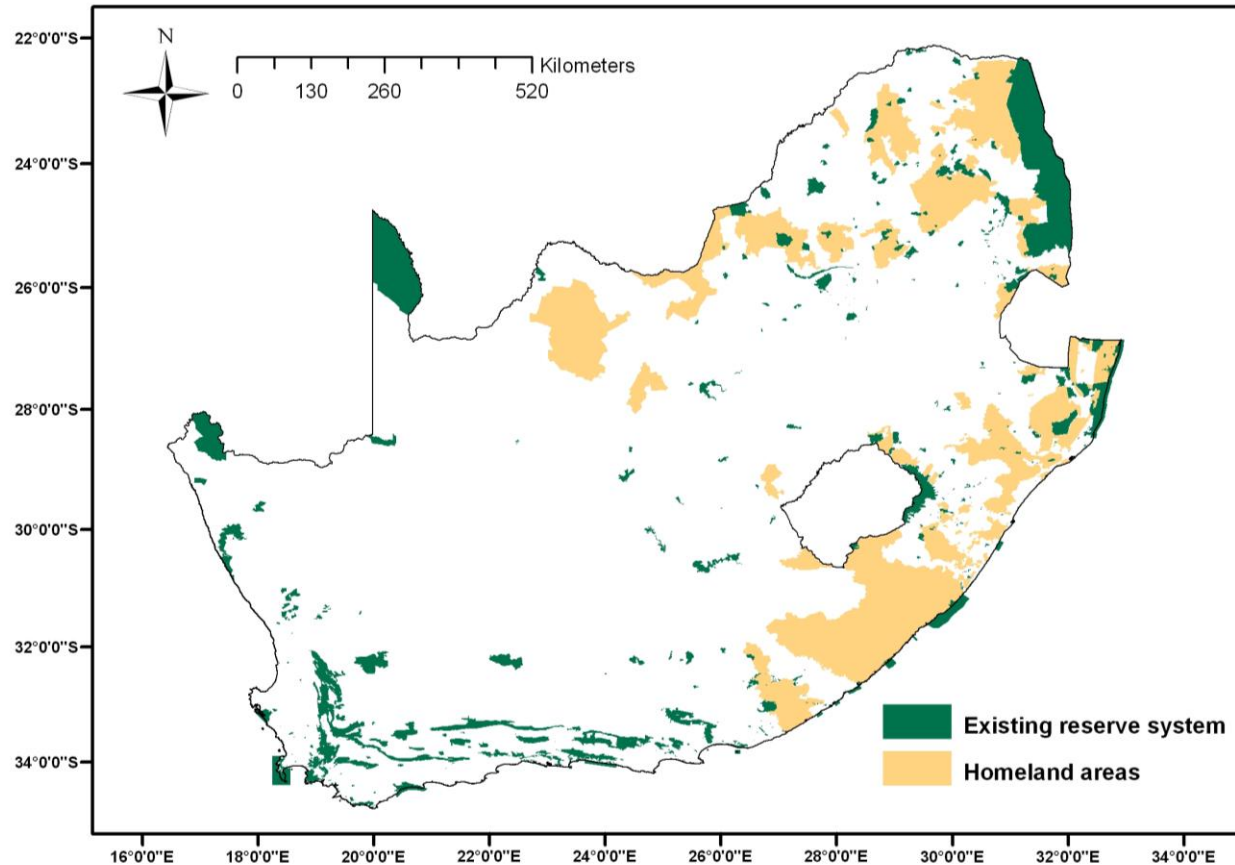 N
Kilometers
0 130 260 520
22°0'0"S
24°0'0"S
26°0'0"S
28°0'0"S
30°0'0"S
32°0'0"S
34°0'0"S
Existing reserve system
Homeland areas
16°0'0"E 18°0'0"E 20°0'0"E 22°0'0"E 24°0'0"E 26°0'0"E 28°0'0"E 30°0'0"E 32°0'0"E 34°0'0"E